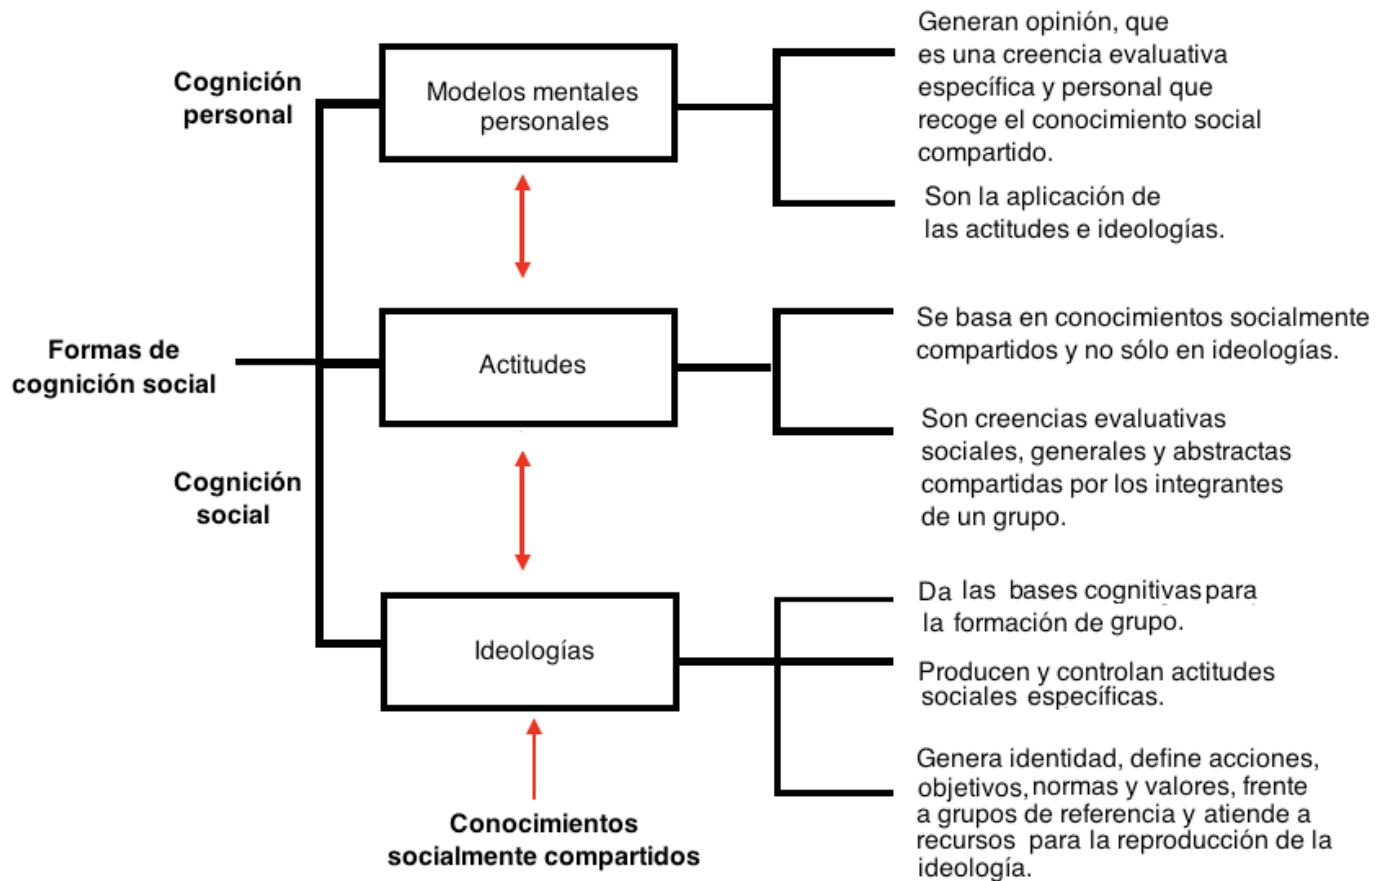 Cognición
personal
Modelos mentales
personales
Generan opinión, que
es una creencia evaluativa
específica y personal que
recoge el conocimiento social
compartido.
Son la aplicación de
las actitudes e ideologías.
Formas de
cognición social
Actitudes
Se basa en conocimientos socialmente
compartidos y no sólo en ideologías.
Son creencias evaluativas
sociales, generales y abstractas
compartidas por los integrantes
de un grupo.
Cognición
social
Ideologías
Da las bases cognitivas para
la formación de grupo.
Producen y controlan actitudes
sociales específicas.
Genera identidad, define acciones,
objetivos, normas y valores, frente
a grupos de referencia y atiende a
recursos para la reproducción de la
ideología.
Conocimientos
socialmente compartidos